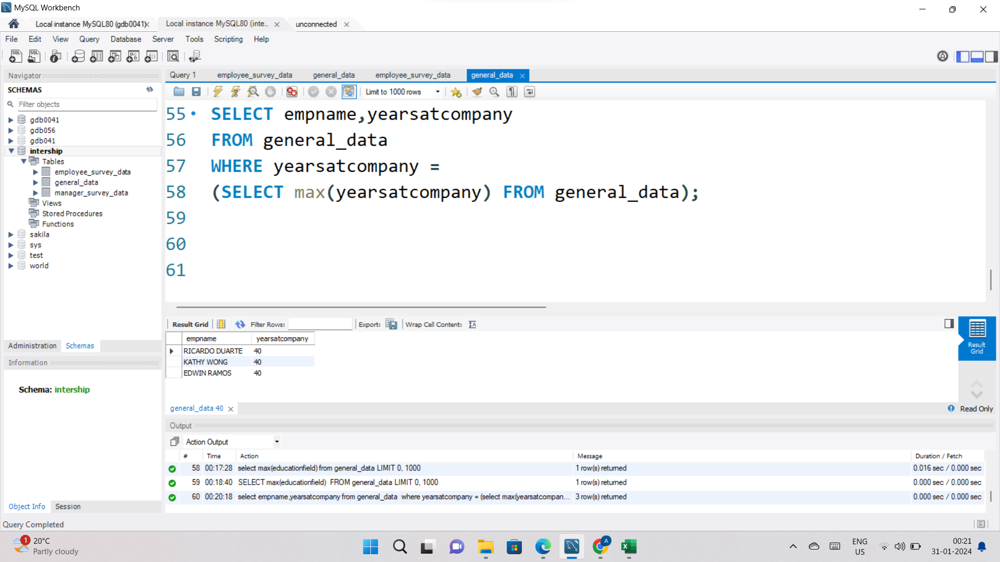 MySQL Workbench
Local instance MySQL80 (gdb0041) Local instance MySQL80 (inte... unconnected
File Edit View Query Database Server Tools Scripting Help
Navigator
SCHEMAS
Filter objects
gdb0041
gdb056
gdb041
intership
Tables
employee_survey_data
general_data
manager_survey_data
Views
Stored Procedures
Functions
sakila
sys
test
world
Administration Schemas
Information
Schema: intership
Object Info Session
Query 1 employee_survey_data general_data employee_survey_data general_data
Limit to 1000 rows
55 SELECT empname,yearsatcompany
56 FROM general_data
57 WHERE yearsatcompany =
58 (SELECT max(yearsatcompany) FROM general_data);
59
60
61
Result Grid Filter Rows: Export: Wrap Cell Content:
empname yearsatcompany
RICARDO DUARTE 40
KATHY WONG 40
EDWIN RAMOS 40
Result
Grid
general_data 40
Read Only
Output
Action Output
# Time Action Message Duration / Fetch
58 00:17:28 select max(educationfield) from general_data LIMIT 0, 1000 1 row(s) returned 0.016 sec / 0.000 sec
59 00:18:40 SELECT max(educationfield) FROM general_data LIMIT 0, 1000 1 row(s) returned 0.000 sec / 0.000 sec
60 00:20:18 select empname,yearsatcompany from general_data where yearsatcompany = (select max(yearsatcompan... 3 row(s) returned 0.000 sec / 0.000 sec
Query Completed
1
20°C
Partly cloudy
A
ENG
US
00:21
31-01-2024